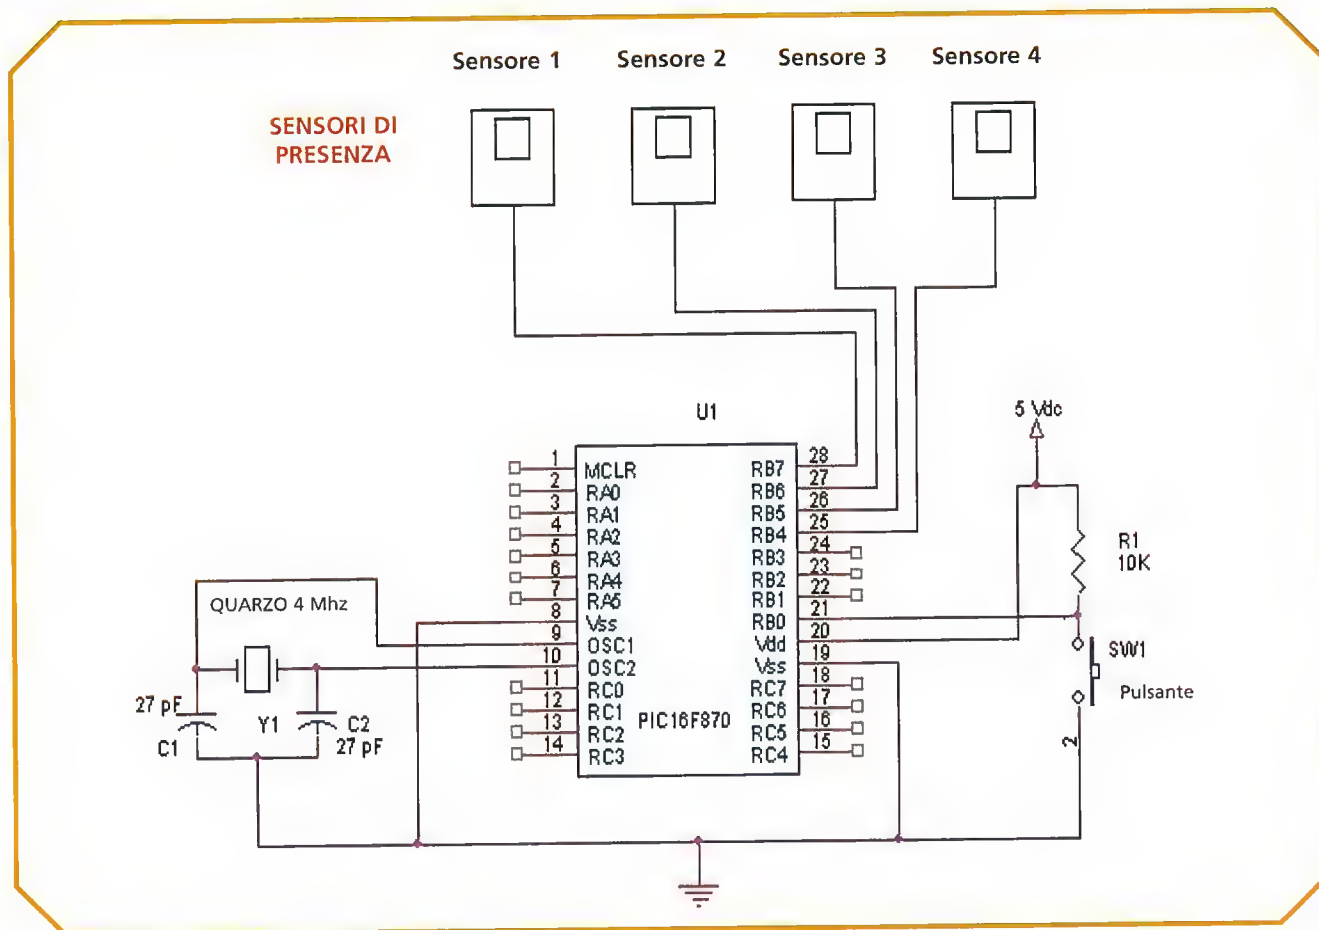 Sensore 1
Sensore 2
Sensore 3
Sensore 4
SENSORI DI
PRESENZA
U1
5 Vdc
1
MCLR
2
RA0
3
RA1
4
RA2
5
RA3
6
RA4
7
RA5
8
Vss
9
OSC1
10
OSC2
11
RC0
12
RC1
13
RC2
14
RC3
28
RB7
27
RB6
26
RB5
25
RB4
24
RB3
23
RB2
22
RB1
21
RB0
20
Vdd
19
Vss
18
RC7
17
RC6
16
RC5
15
RC4
PIC16F870
QUARZO 4 Mhz
27 pF
C1
Y1
C2
27 pF
R1
10K
SW1
Pulsante
2